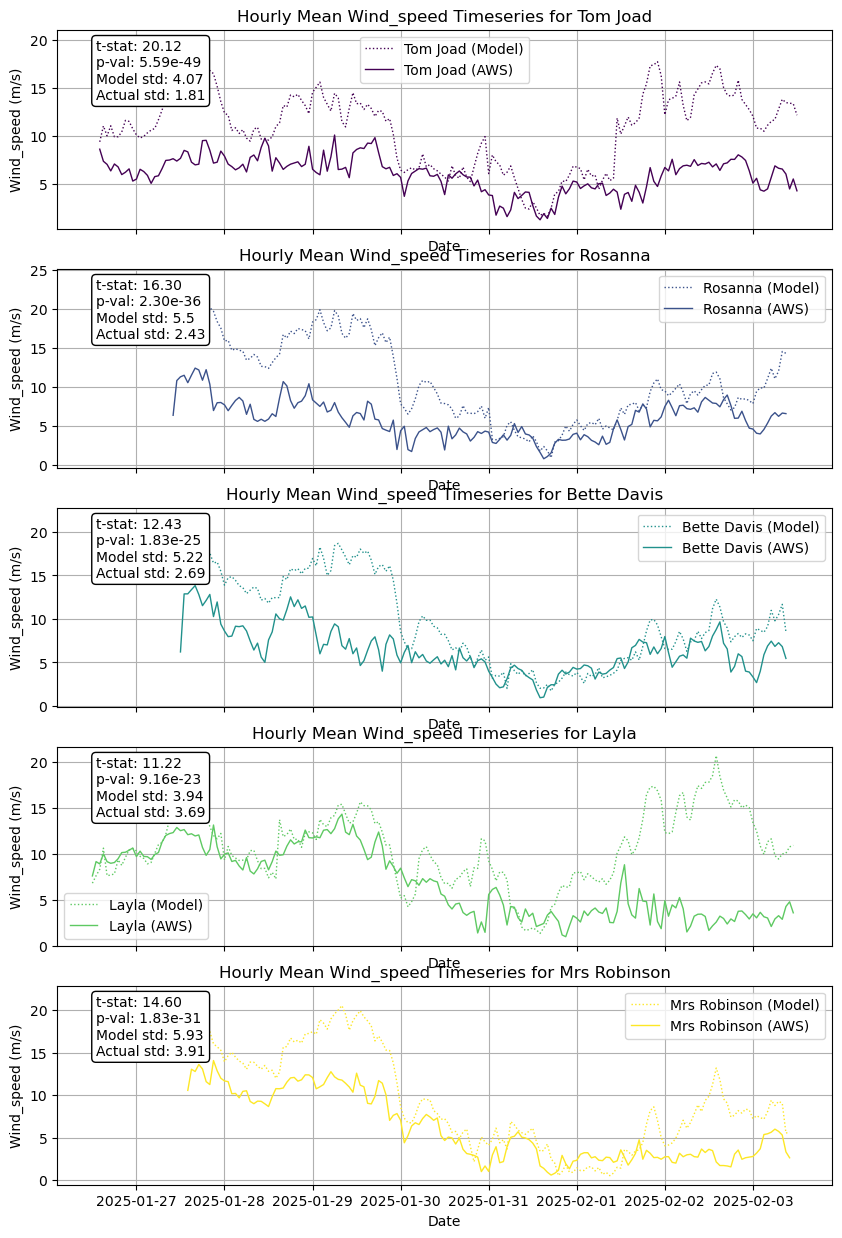 Hourly Mean Wind_speed Timeseries for Tom Joad
t-stat: 20.12
p-val: 5.59e-49
Model std: 4.07
Actual std: 1.81
Tom Joad (Model)
Tom Joad (AWS)
Wind_speed (m/s)
20
15
10
5
Date
Hourly Mean Wind_speed Timeseries for Rosanna
t-stat: 16.30
p-val: 2.30e-36
Model std: 5.5
Actual std: 2.43
Rosanna (Model)
Rosanna (AWS)
Wind_speed (m/s)
25
20
15
10
5
0
Date
Hourly Mean Wind_speed Timeseries for Bette Davis
t-stat: 12.43
p-val: 1.83e-25
Model std: 5.22
Actual std: 2.69
Bette Davis (Model)
Bette Davis (AWS)
Wind_speed (m/s)
20
15
10
5
0
Date
Hourly Mean Wind_speed Timeseries for Layla
t-stat: 11.22
p-val: 9.16e-23
Model std: 3.94
Actual std: 3.69
Layla (Model)
Layla (AWS)
Wind_speed (m/s)
20
15
10
5
0
Date
Hourly Mean Wind_speed Timeseries for Mrs Robinson
t-stat: 14.60
p-val: 1.83e-31
Model std: 5.93
Actual std: 3.91
Mrs Robinson (Model)
Mrs Robinson (AWS)
Wind_speed (m/s)
20
15
10
5
0
2025-01-27 2025-01-28 2025-01-29 2025-01-30 2025-01-31 2025-02-01 2025-02-02 2025-02-03
Date